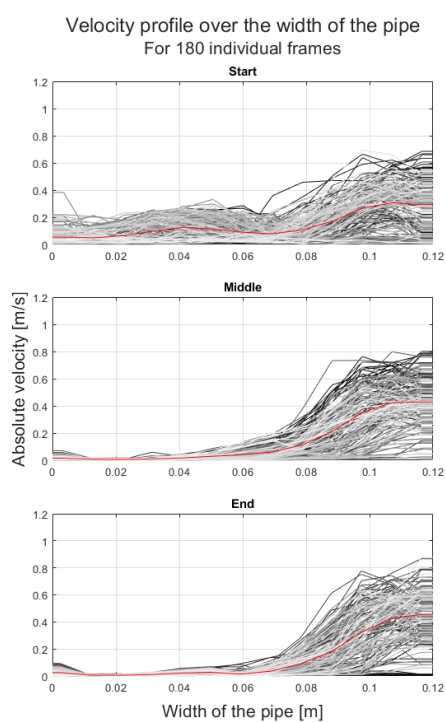 Velocity profile over the width of the pipe
For 180 individual frames
Start
1.2
1
0.8
0.6
0.4
0.2
0
0 0.02 0.04 0.06 0.08 0.1 0.12
Middle
1.2
1
0.8
0.6
0.4
0.2
0
0 0.02 0.04 0.06 0.08 0.1 0.12
Absolute velocity [m/s]
End
1.2
1
0.8
0.6
0.4
0.2
0
0 0.02 0.04 0.06 0.08 0.1 0.12
Width of the pipe [m]